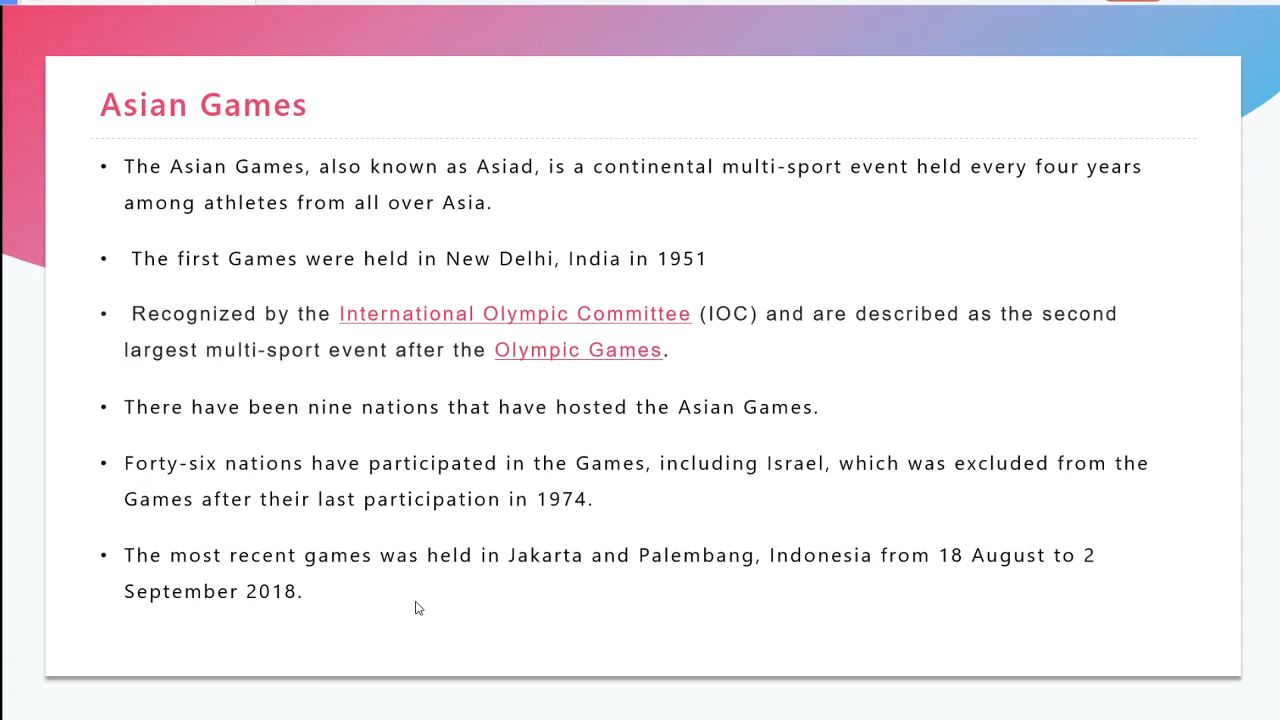 Asian Games
• The Asian Games, also known as Asiad, is a continental multi-sport event held every four years
among athletes from all over Asia.
• The first Games were held in New Delhi, India in 1951
• Recognized by the International Olympic Committee (IOC) and are described as the second
largest multi-sport event after the Olympic Games.
• There have been nine nations that have hosted the Asian Games.
• Forty-six nations have participated in the Games, including Israel, which was excluded from the
Games after their last participation in 1974.
• The most recent games was held in Jakarta and Palembang, Indonesia from 18 August to 2
September 2018.